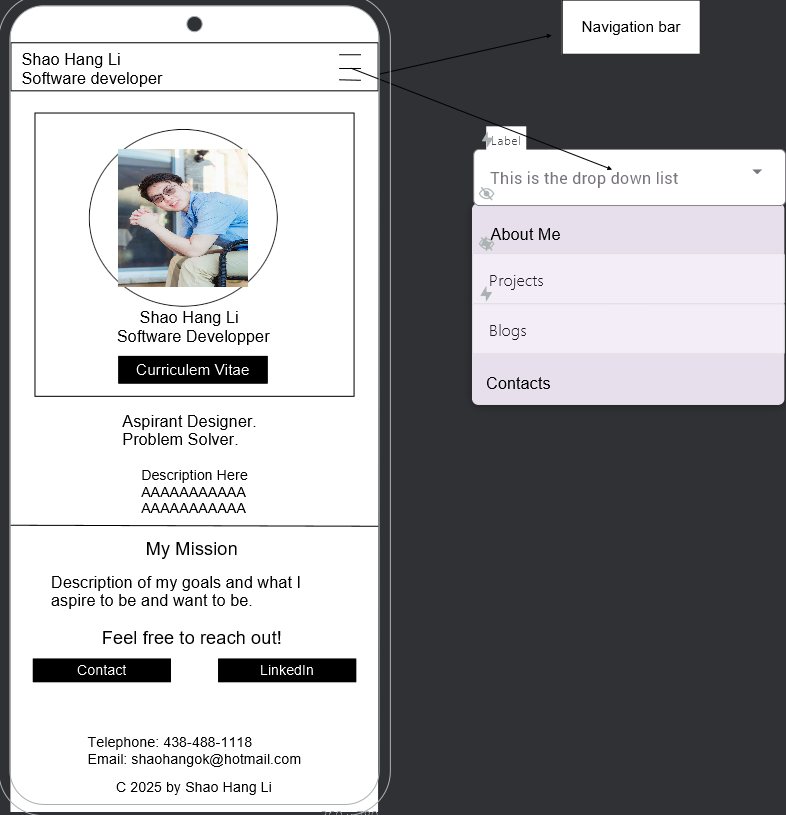 Navigation bar
Shao Hang Li
Software developer
Label
This is the drop down list
About Me
Projects
Blogs
Contacts
Shao Hang Li
Software Developper
Curriculem Vitae
Aspirant Designer.
Problem Solver.
Description Here
AAAAAAAAAAA
AAAAAAAAAAA
My Mission
Description of my goals and what I
aspire to be and want to be.
Feel free to reach out!
Contact
LinkedIn
Telephone: 438-488-1118
Email: shaohangok@hotmail.com
C 2025 by Shao Hang Li